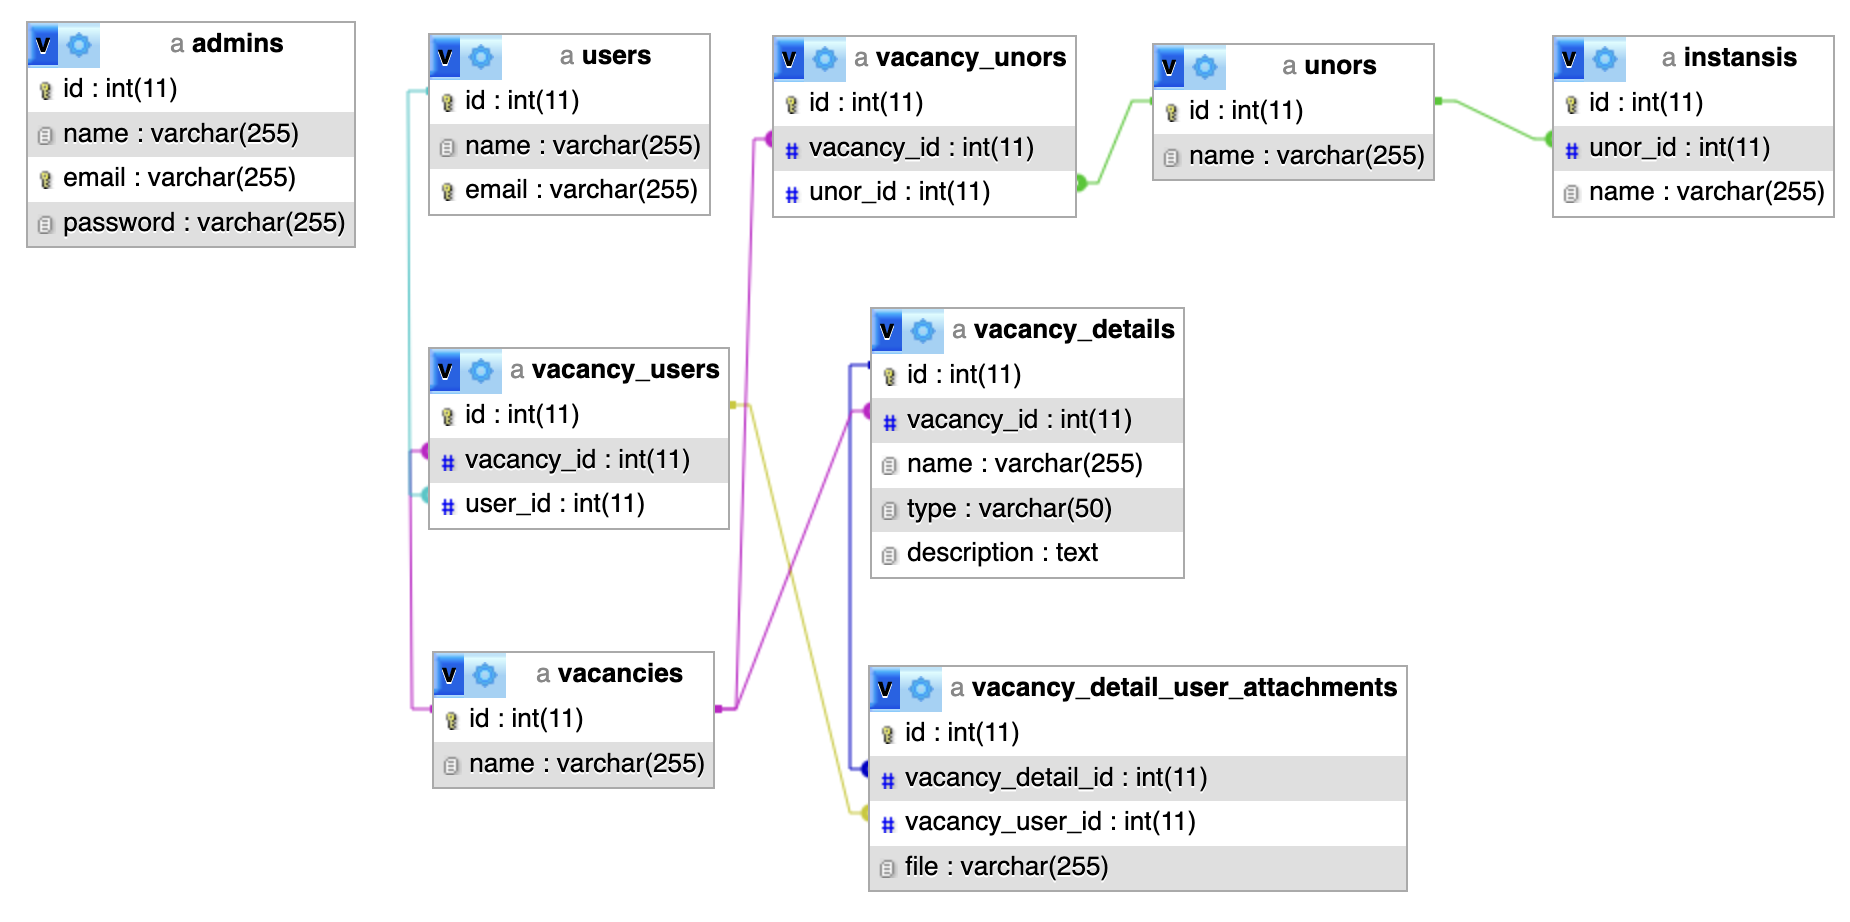 v a admins
id : int(11)
name : varchar(255)
email : varchar(255)
password : varchar(255)
v a users
id : int(11)
name : varchar(255)
email : varchar(255)
v a vacancy_unors
id : int(11)
# vacancy_id : int(11)
# unor_id : int(11)
v a unors
id : int(11)
name : varchar(255)
v a instansis
id : int(11)
# unor_id : int(11)
name : varchar(255)
v a vacancy_users
id : int(11)
# vacancy_id : int(11)
# user_id : int(11)
v a vacancy_details
id : int(11)
# vacancy_id : int(11)
name : varchar(255)
type : varchar(50)
description : text
v a vacancies
id : int(11)
name : varchar(255)
v a vacancy_detail_user_attachments
id : int(11)
# vacancy_detail_id : int(11)
# vacancy_user_id : int(11)
file : varchar(255)